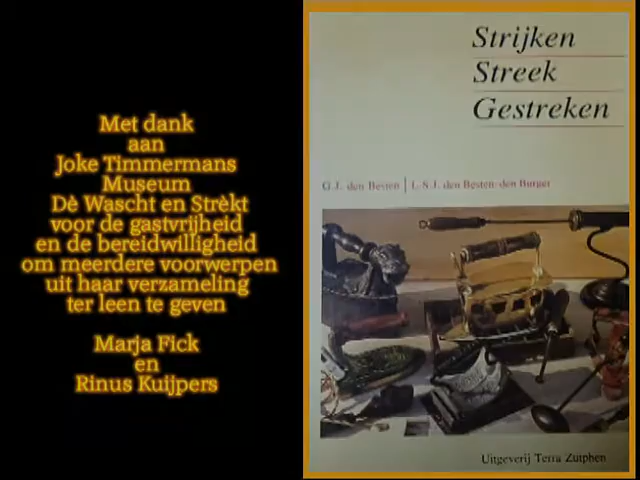 Met dank
aan
Joke Timmermans
Museum
Dè Wascht en Strèkt
voor de gastvrijheid
en de bereidwilligheid
om meerdere voorwerpen
uit haar verzameling
ter leen te geven
Marja Fick
en
Rinus Kuijpers
Strijken
Streek
Gestreken
G.J. den Besten | L.S.J. den Besten-den Burger
Uitgeverij Terra Zutphen